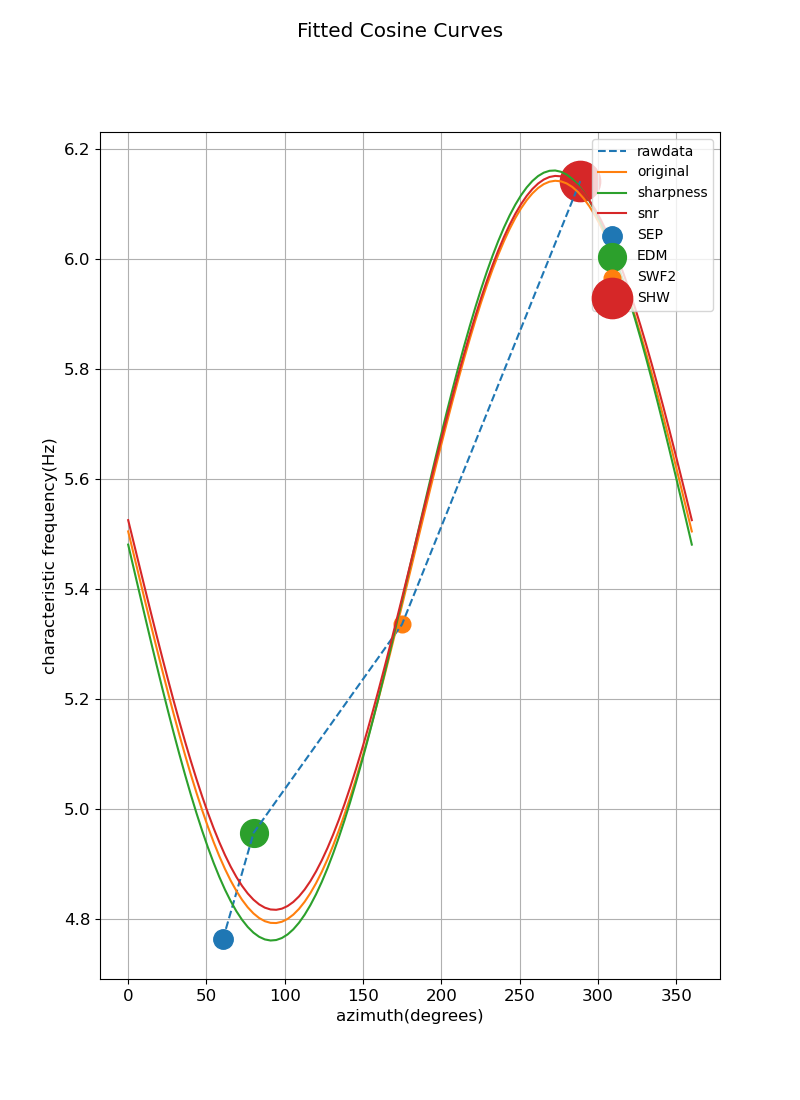 Fitted Cosine Curves
6.2
6.0
5.8
5.6
5.4
5.2
5.0
4.8
characteristic frequency(Hz)
rawdata
original
sharpness
snr
SEP
EDM
SWF2
SHW
0 50 100 150 200 250 300 350
azimuth(degrees)